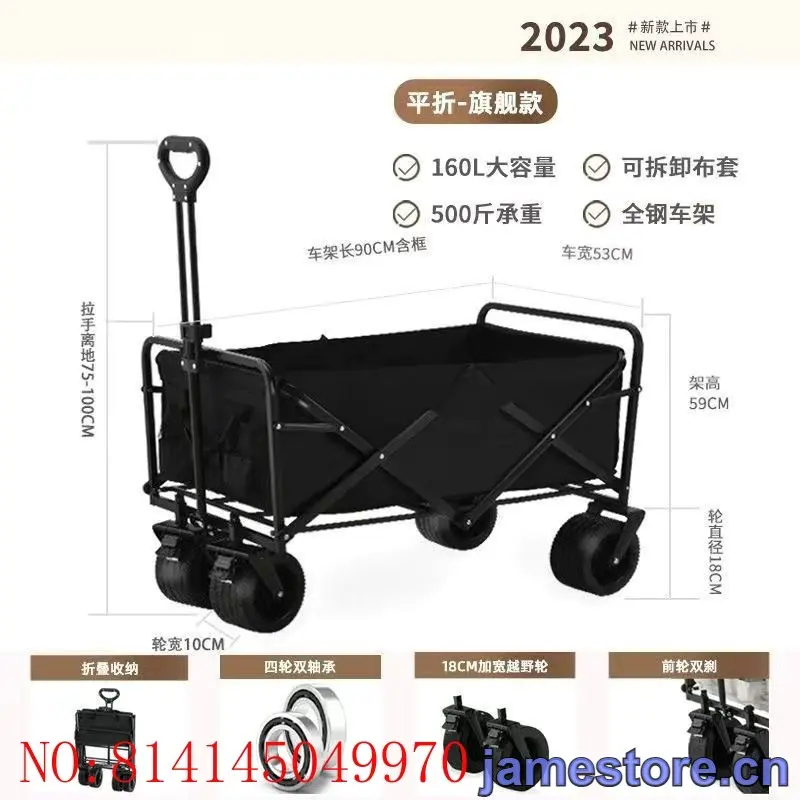 2023
#新款上市#
NEW ARRIVALS
平折-旗舰款
160L大容量
可拆卸布套
500斤承重
全钢车架
车架长90CM含框
车宽53CM
拉手离地75-100CM
架高
59CM
轮直径18CM
轮宽10CM
折叠收纳
四轮双轴承
18CM加宽越野轮
前轮双刹
NO:814145049970
jamestore.cn